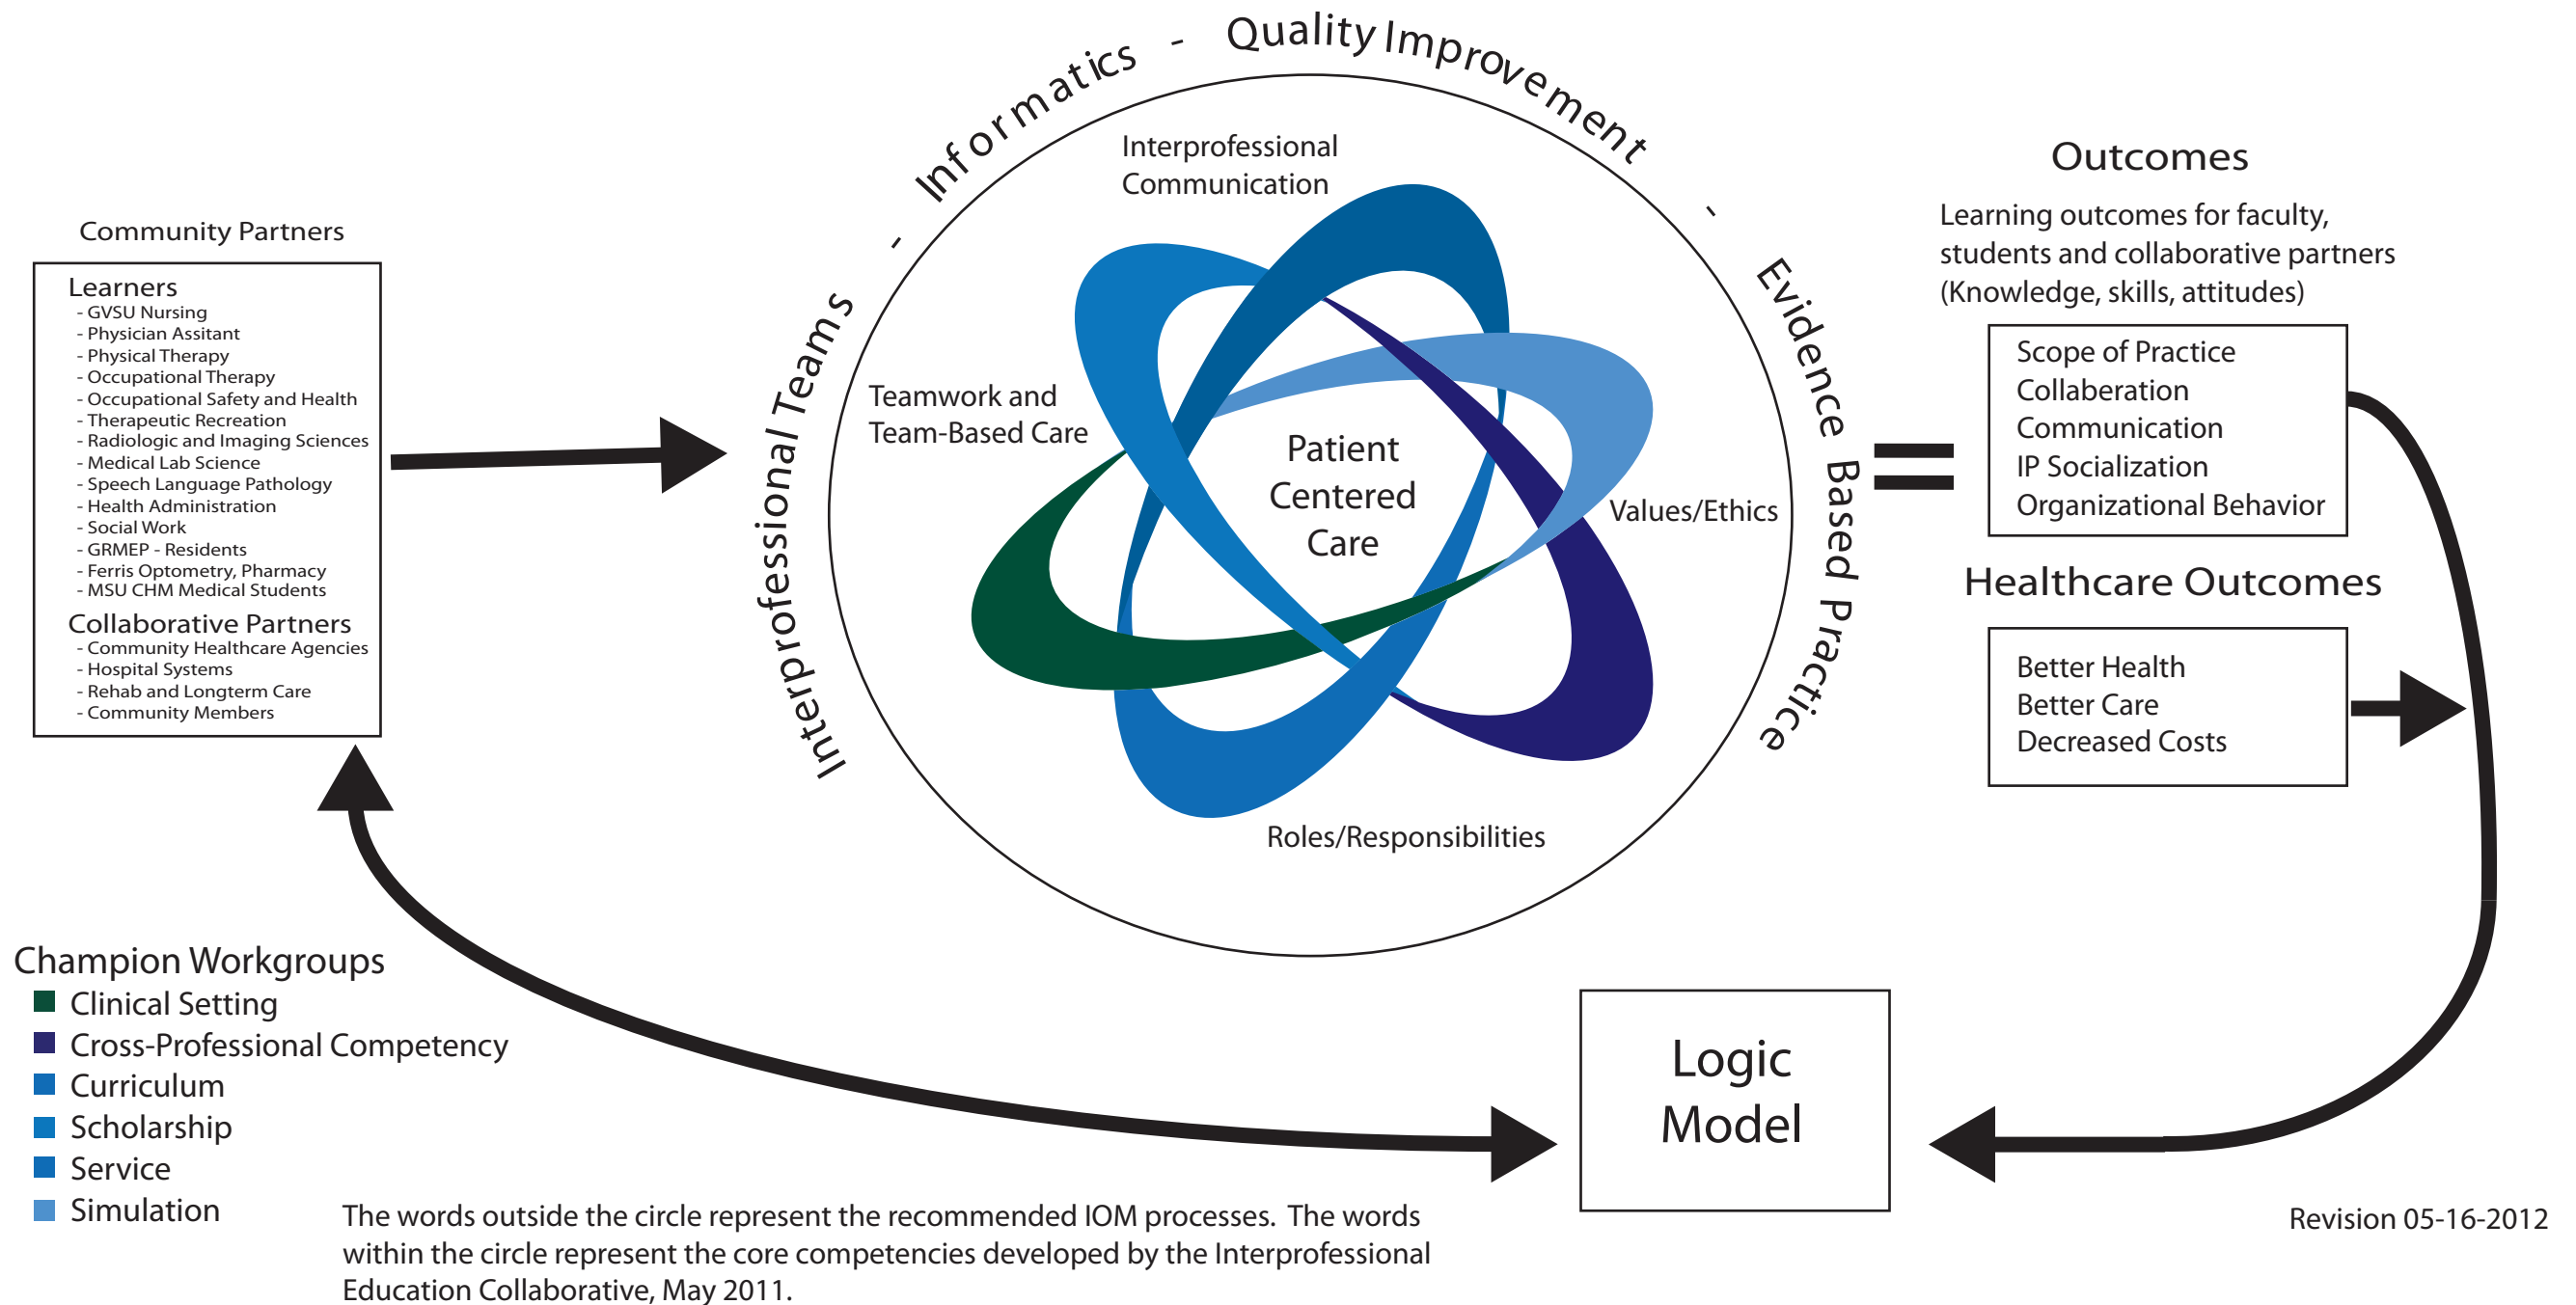 Interprofessional Teams - Informatics - Quality Improvement - Evidence Based Practice
Community Partners
Learners
- GVSU Nursing
- Physician Assitant
- Physical Therapy
- Occupational Therapy
- Occupational Safety and Health
- Therapeutic Recreation
- Radiologic and Imaging Sciences
- Medical Lab Science
- Speech Language Pathology
- Health Administration
- Social Work
- GRMEP - Residents
- Ferris Optometry, Pharmacy
- MSU CHM Medical Students
Collaborative Partners
- Community Healthcare Agencies
- Hospital Systems
- Rehab and Longterm Care
- Community Members
Interprofessional
Communication
Teamwork and
Team-Based Care
Patient
Centered
Care
Values/Ethics
Roles/Responsibilities
Outcomes
Learning outcomes for faculty,
students and collaborative partners
(Knowledge, skills, attitudes)
Scope of Practice
Collaberation
Communication
IP Socialization
Organizational Behavior
Healthcare Outcomes
Better Health
Better Care
Decreased Costs
Logic
Model
Champion Workgroups
Clinical Setting
Cross-Professional Competency
Curriculum
Scholarship
Service
Simulation
The words outside the circle represent the recommended IOM processes. The words
within the circle represent the core competencies developed by the Interprofessional
Education Collaborative, May 2011.
Revision 05-16-2012